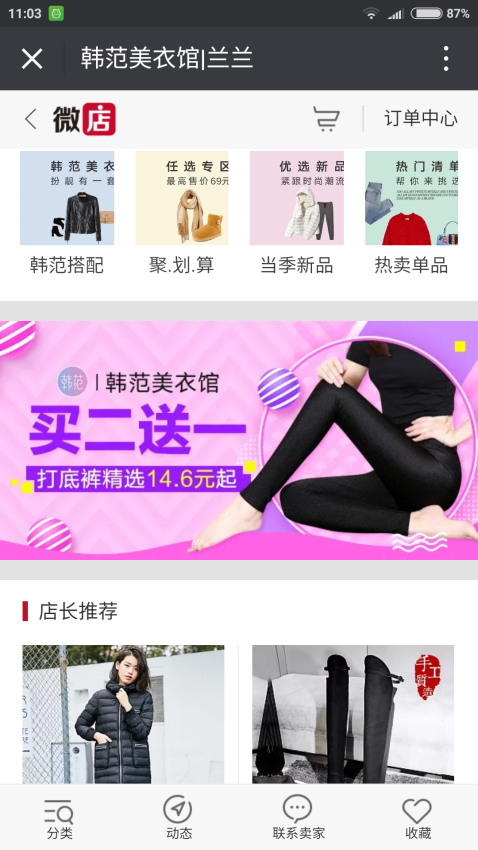 11:03
87%
韩范美衣馆|兰兰
微店
订单中心
韩范美衣
扮靓有一套
任选专区
最高售价69元
优选新品
紧跟时尚潮流
热门清单
帮你来挑选
韩范搭配
聚.划.算
当季新品
热卖单品
韩范 | 韩范美衣馆
买二送一
打底裤精选14.6元起
店长推荐
手工
質造
分类
动态
联系卖家
收藏